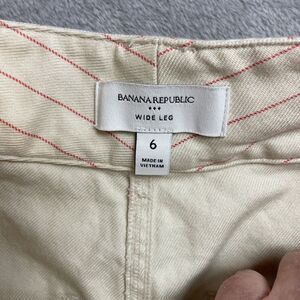 BANANA REPUBLIC
WIDE LEG
6
MADE IN
VIETNAM